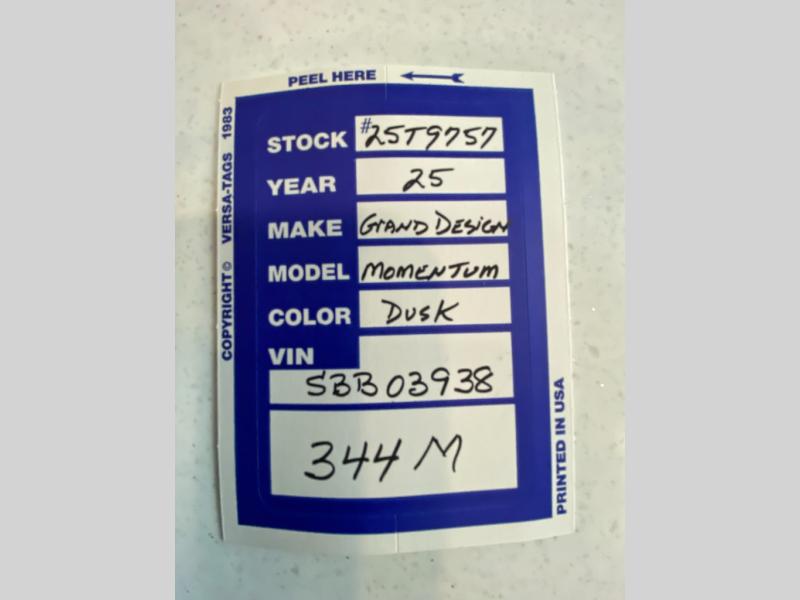 PEEL HERE
COPYRIGHT © VERSA-TAGS 1983
STOCK #25T9757
YEAR 25
MAKE GRAND DESIGN
MODEL MOMENTUM
COLOR DUSK
VIN
SBB03938
344M
PRINTED IN USA